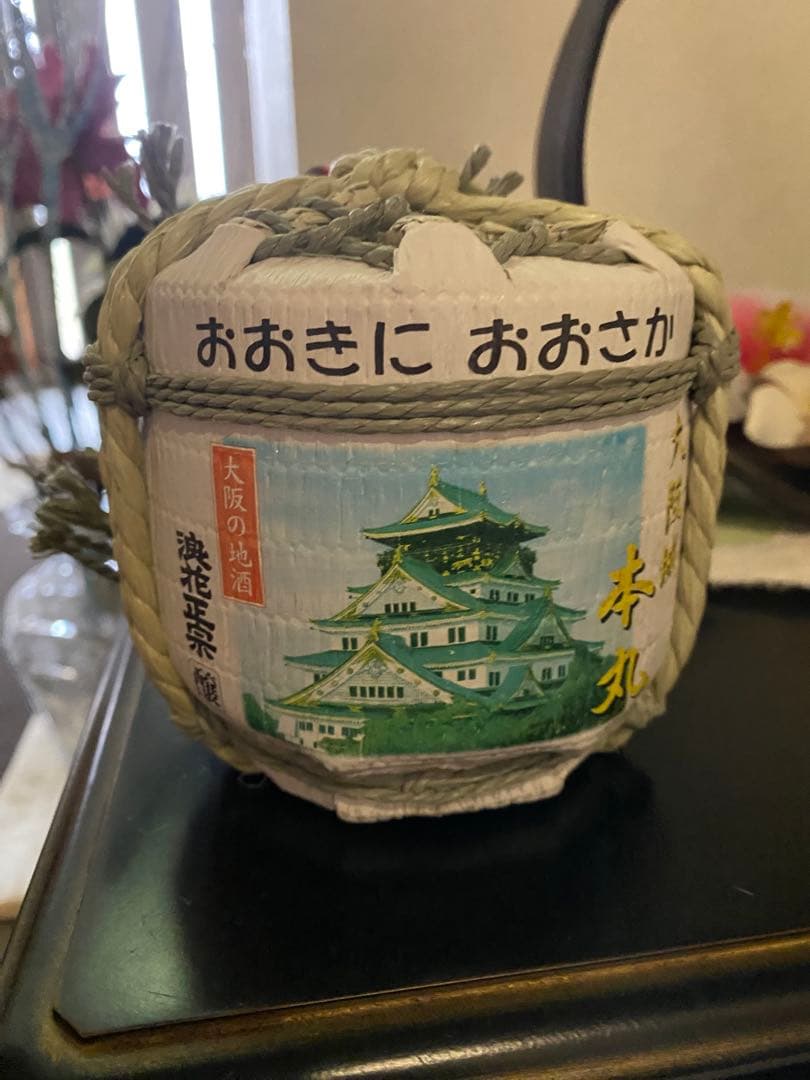 おおきに おおさか
大阪の地酒
浪花正宗
醸
大阪城
本丸